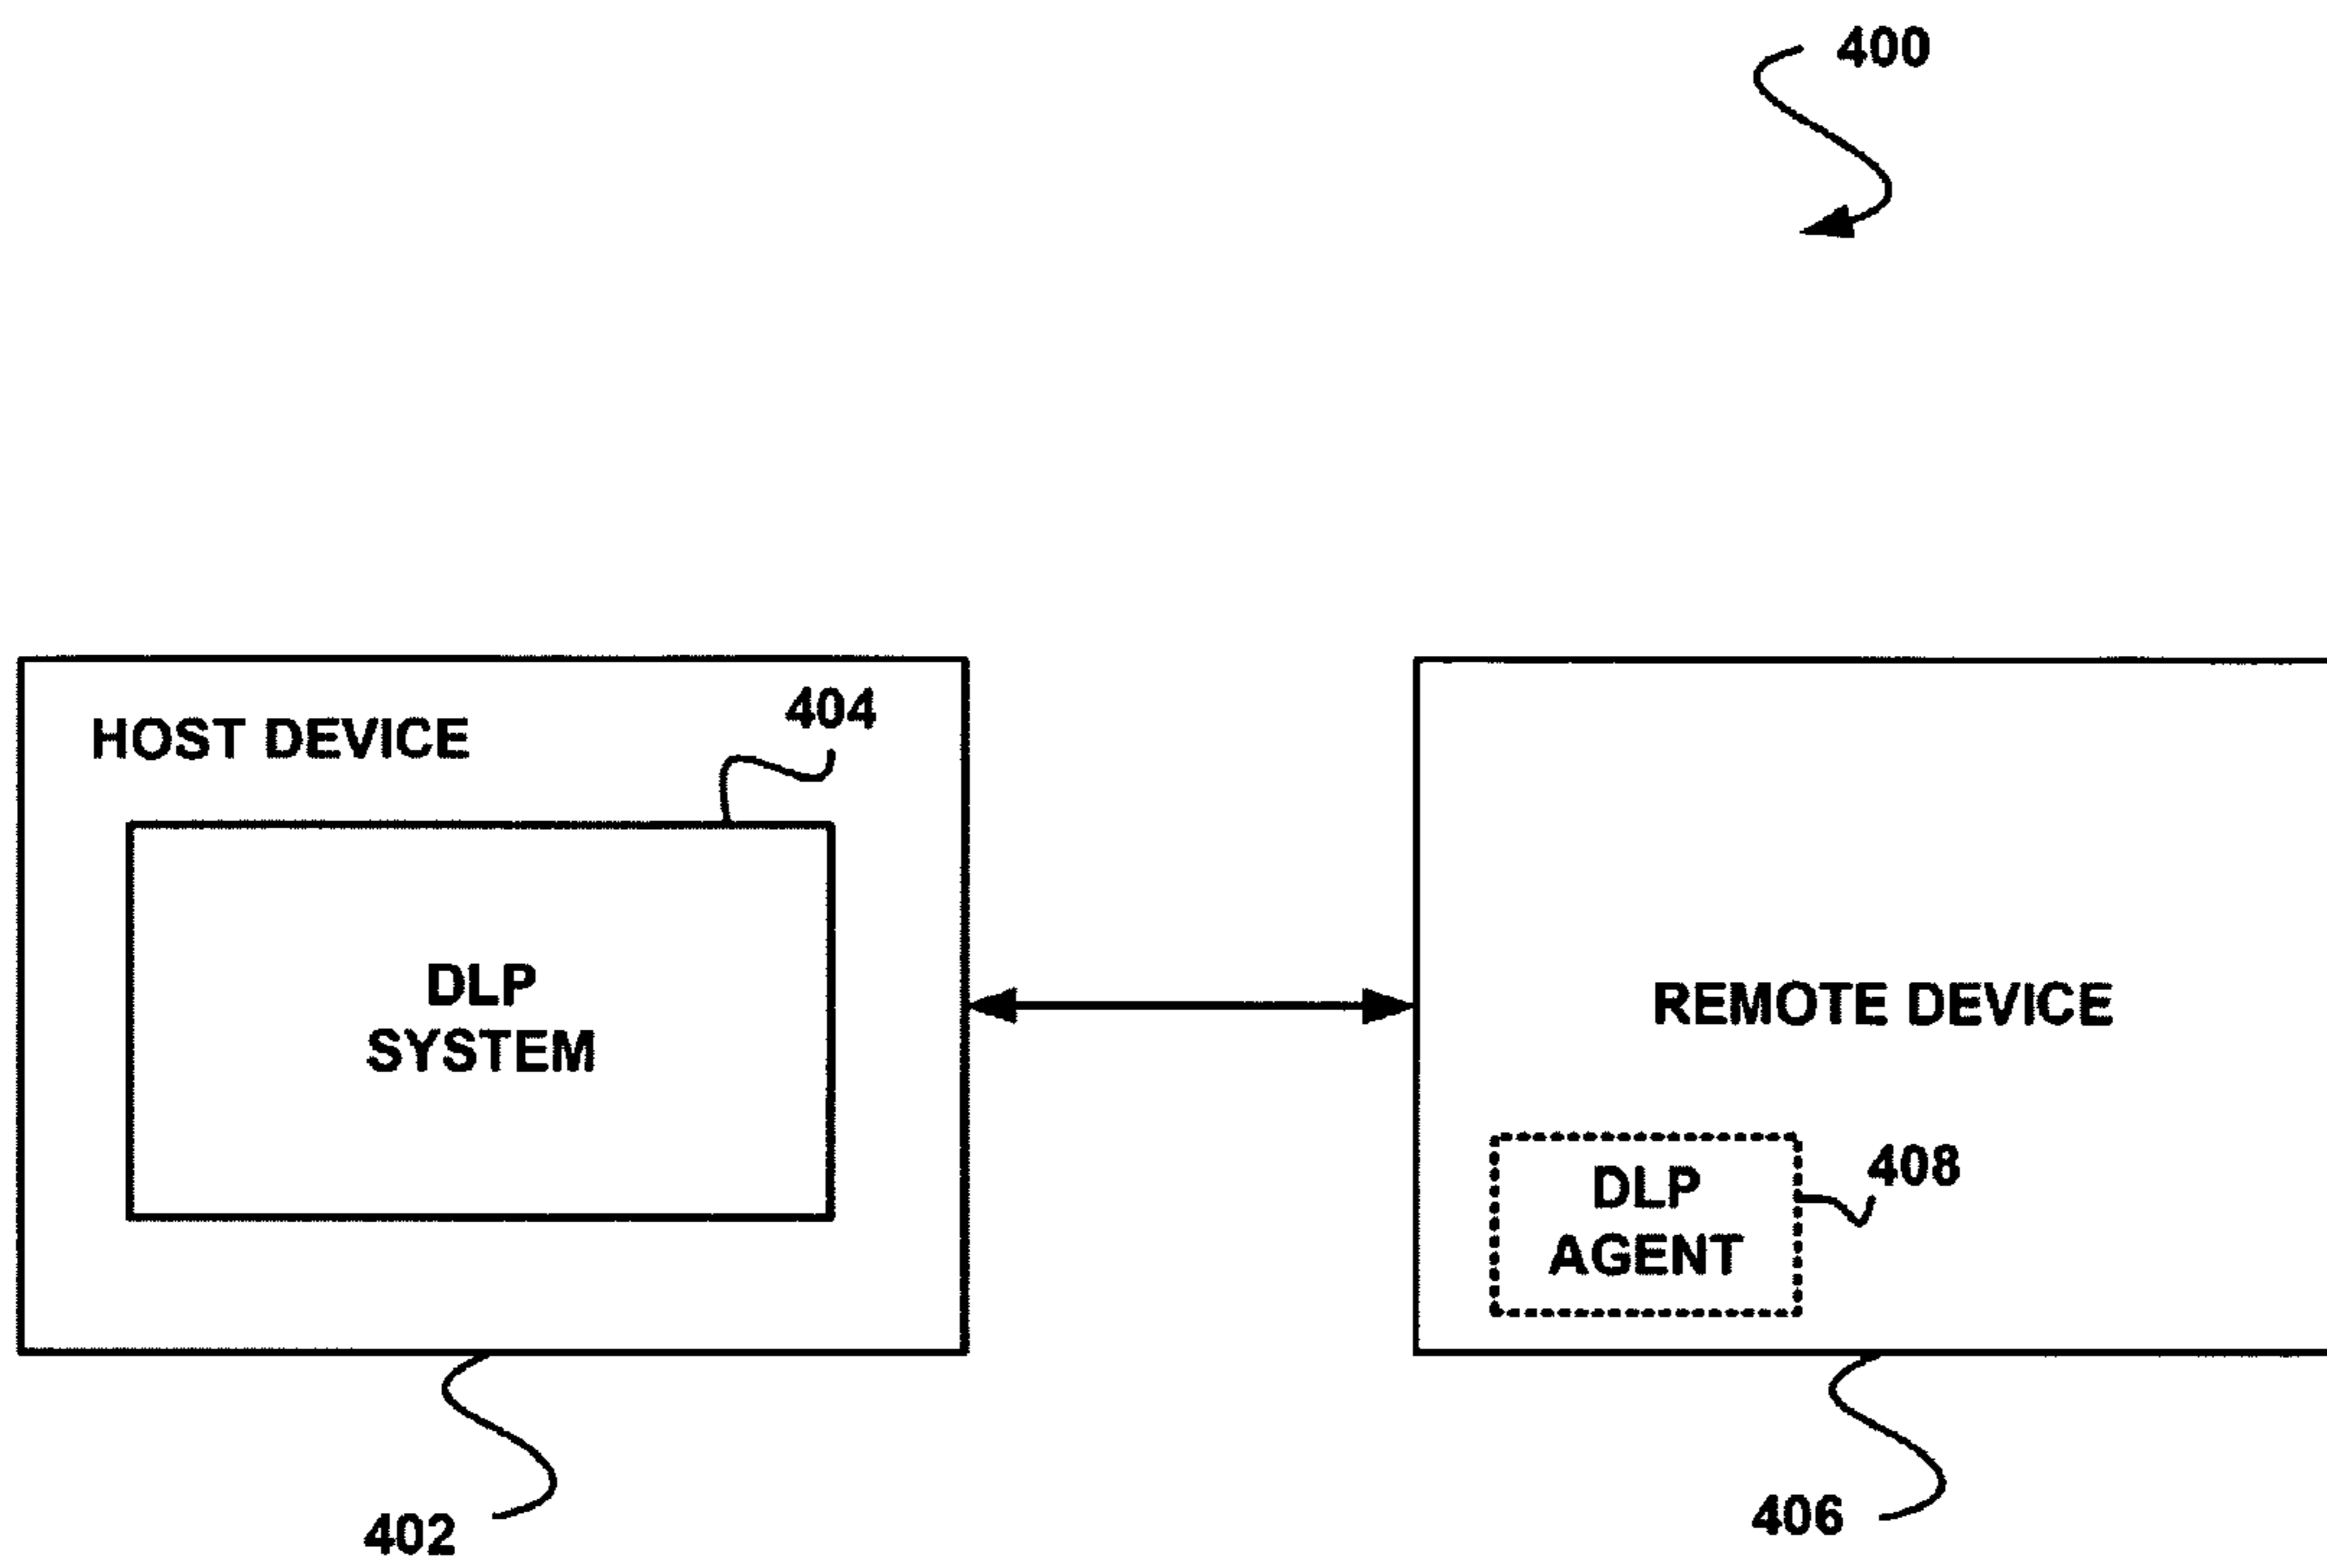 400
HOST DEVICE
404
DLP
SYSTEM
REMOTE DEVICE
DLP
AGENT
408
402
406